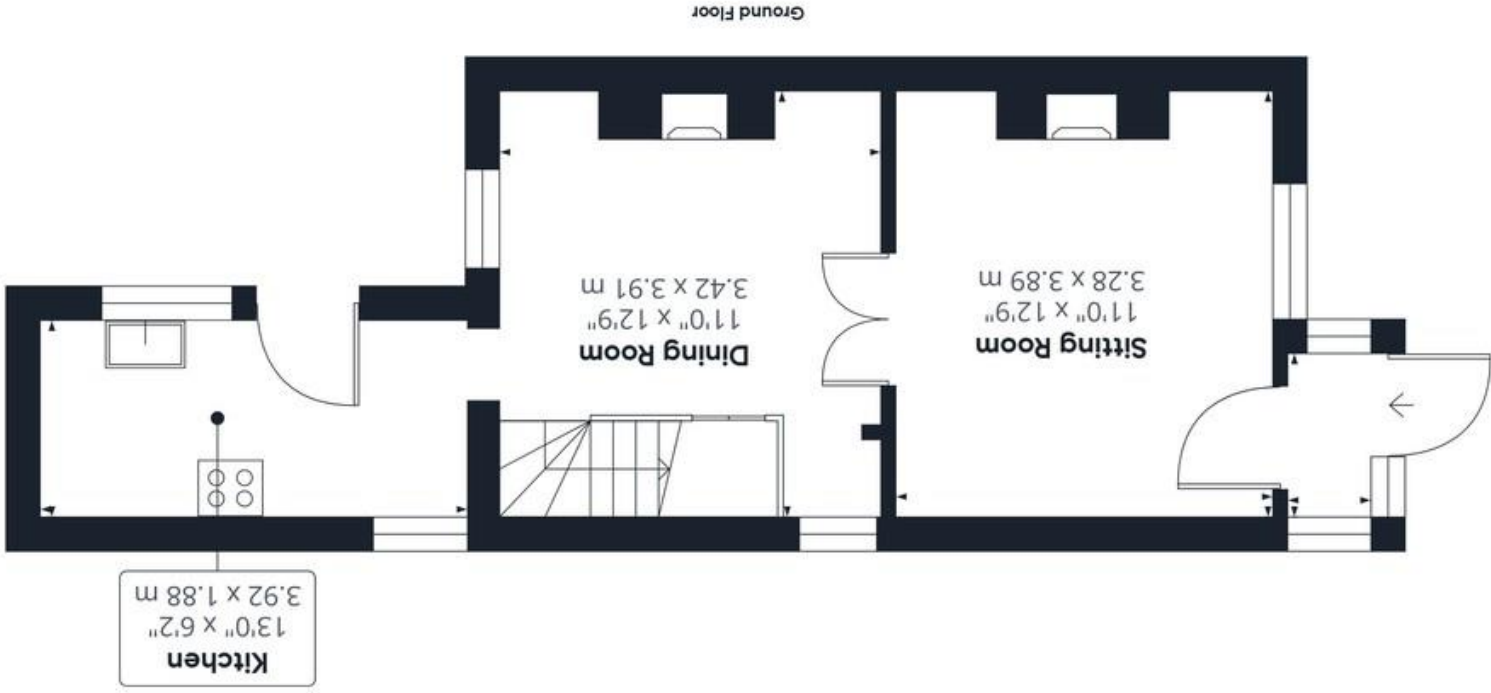 Kitchen
13'0" x 6'2"
3.92 x 1.88 m
Sitting Room
11'0" x 12'9"
3.28 x 3.89 m
Dining Room
11'0" x 12'9"
3.42 x 3.91 m
Ground Floor